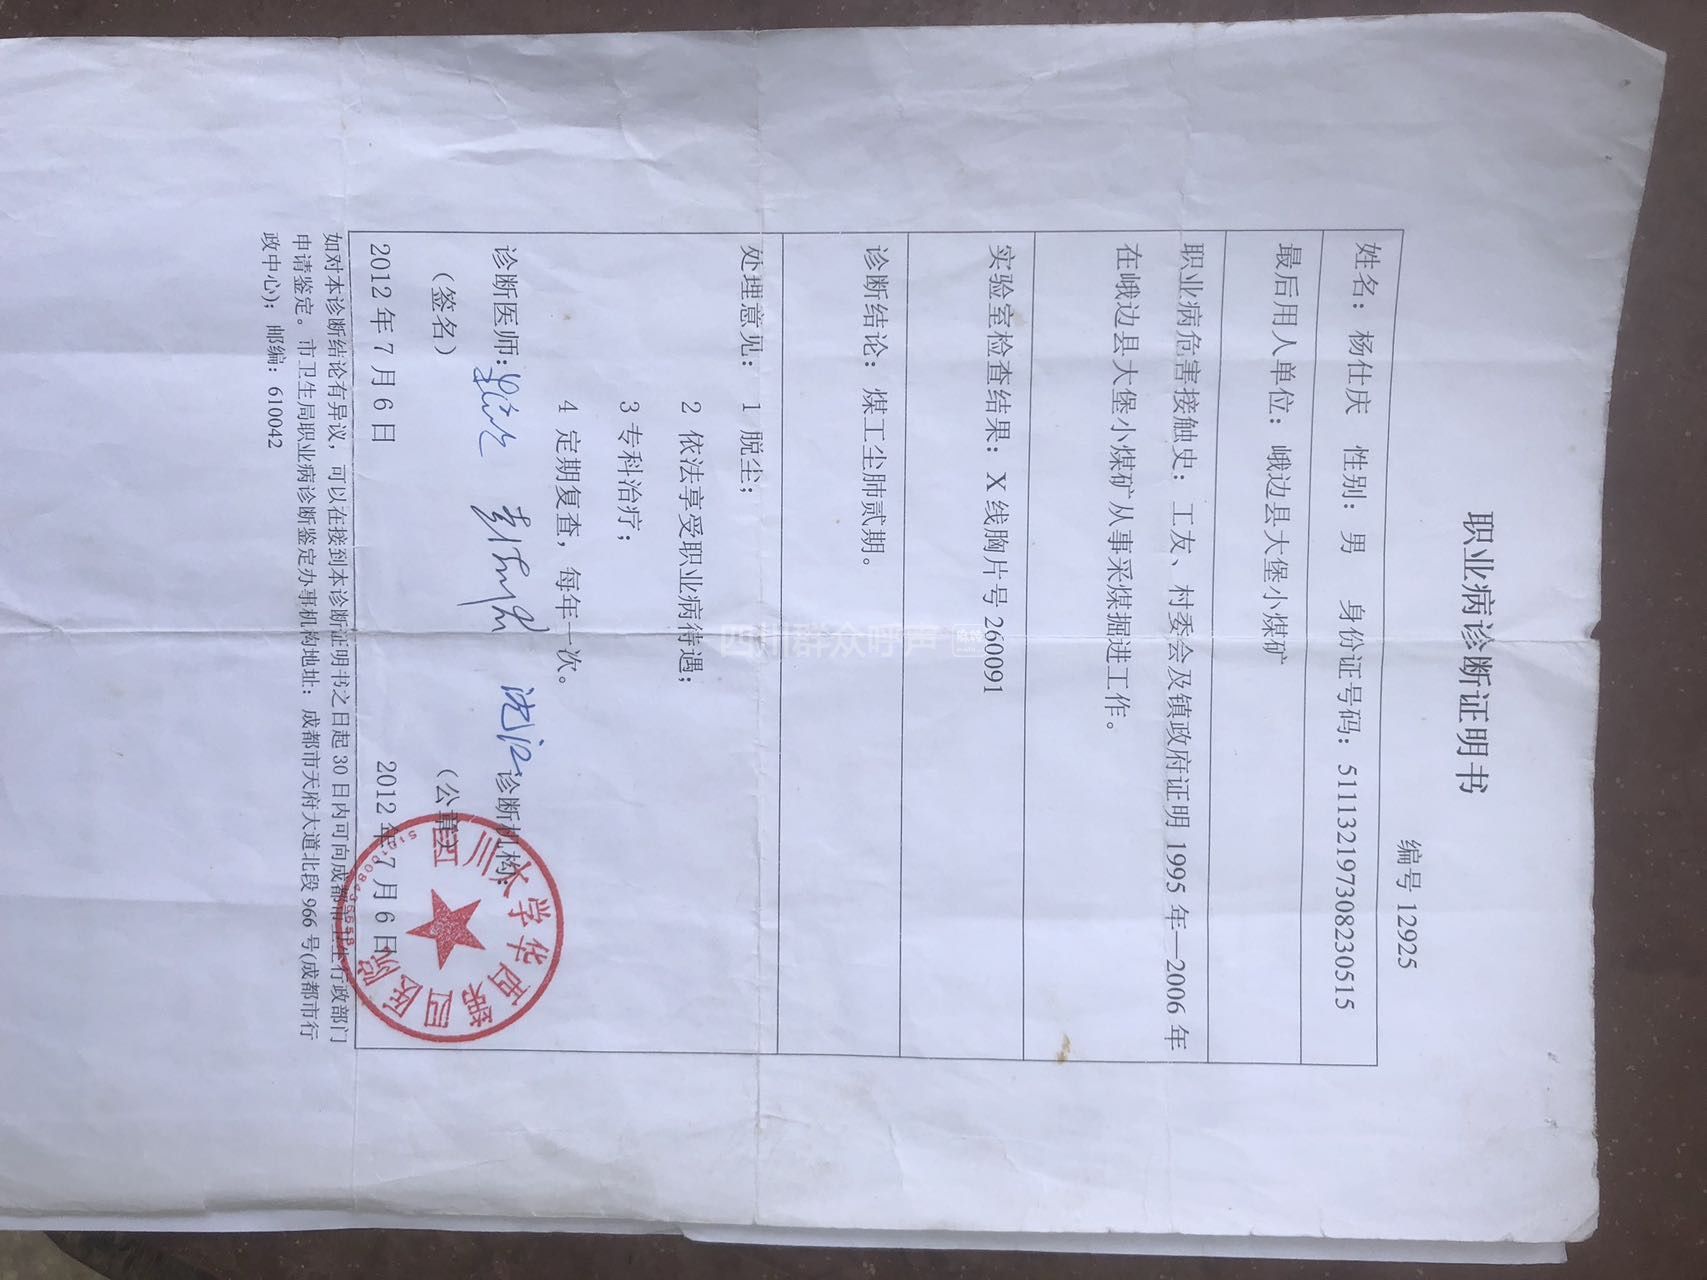 职业病诊断证明书
编号 12925
姓名：杨仕庆 性别：男 身份证号码：511132197308230515
最后用人单位：峨边县大堡小煤矿
职业病危害接触史：工友、村委会及镇政府证明 1995 年—2006 年
在峨边县大堡小煤矿从事采煤掘进工作。
实验室检查结果：X 线胸片号 260091
诊断结论：煤工尘肺贰期。
处理意见：1 脱尘；
2 依法享受职业病待遇；
3 专科治疗；
4 定期复查，每年一次。
诊断医师： 诊断机构：
（签名） （公章）
2012 年 7 月 6 日 2012 年 7 月 6 日
四川大学华西第四医院
如对本诊断结论有异议，可以在接到本诊断证明书之日起 30 日内可向成都市卫生行政部门
申请鉴定。市卫生局职业病诊断鉴定办事机构地址：成都市天府大道北段 966 号(成都市行
政中心)；邮编：610042
四川群众呼声